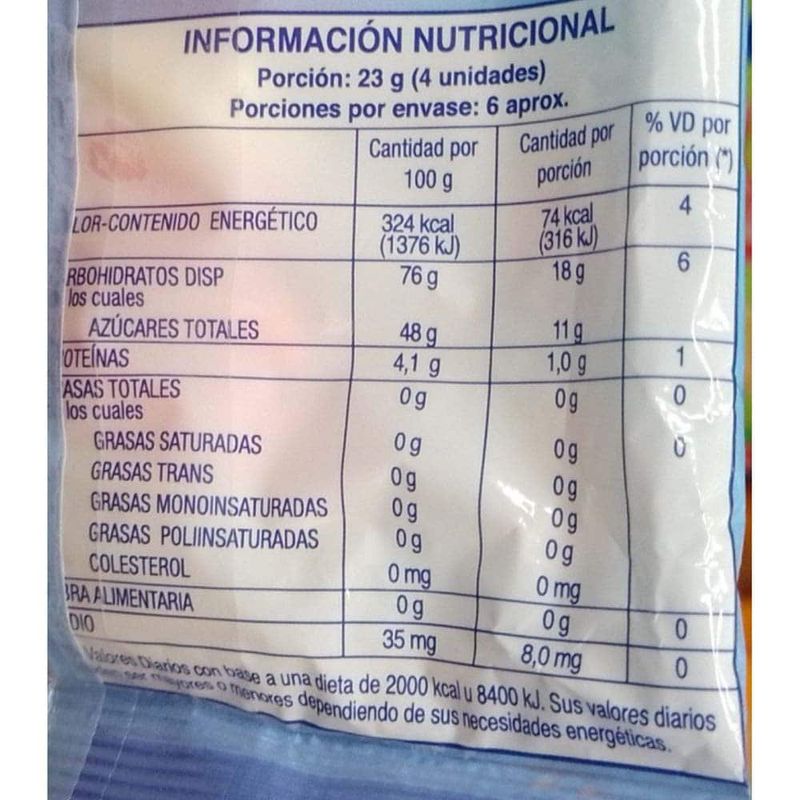 INFORMACIÓN NUTRICIONAL
Porción: 23 g (4 unidades)
Porciones por envase: 6 aprox.
Cantidad por 100 g Cantidad por porción % VD por porción (*)
LOR-CONTENIDO ENERGÉTICO 324 kcal (1376 kJ) 74 kcal (316 kJ) 4
RBOHIDRATOS DISP 76 g 18 g 6
los cuales
AZÚCARES TOTALES 48 g 11 g
OTEÍNAS 4,1 g 1,0 g 1
ASAS TOTALES 0 g 0 g 0
los cuales
GRASAS SATURADAS 0 g 0 g 0
GRASAS TRANS 0 g 0 g
GRASAS MONOINSATURADAS 0 g 0 g
GRASAS POLIINSATURADAS 0 g 0 g
COLESTEROL 0 mg 0 mg
BRA ALIMENTARIA 0 g 0 g 0
DIO 35 mg 8,0 mg 0
Valores Diarios con base a una dieta de 2000 kcal u 8400 kJ. Sus valores diarios
ser mayores o menores dependiendo de sus necesidades energéticas.